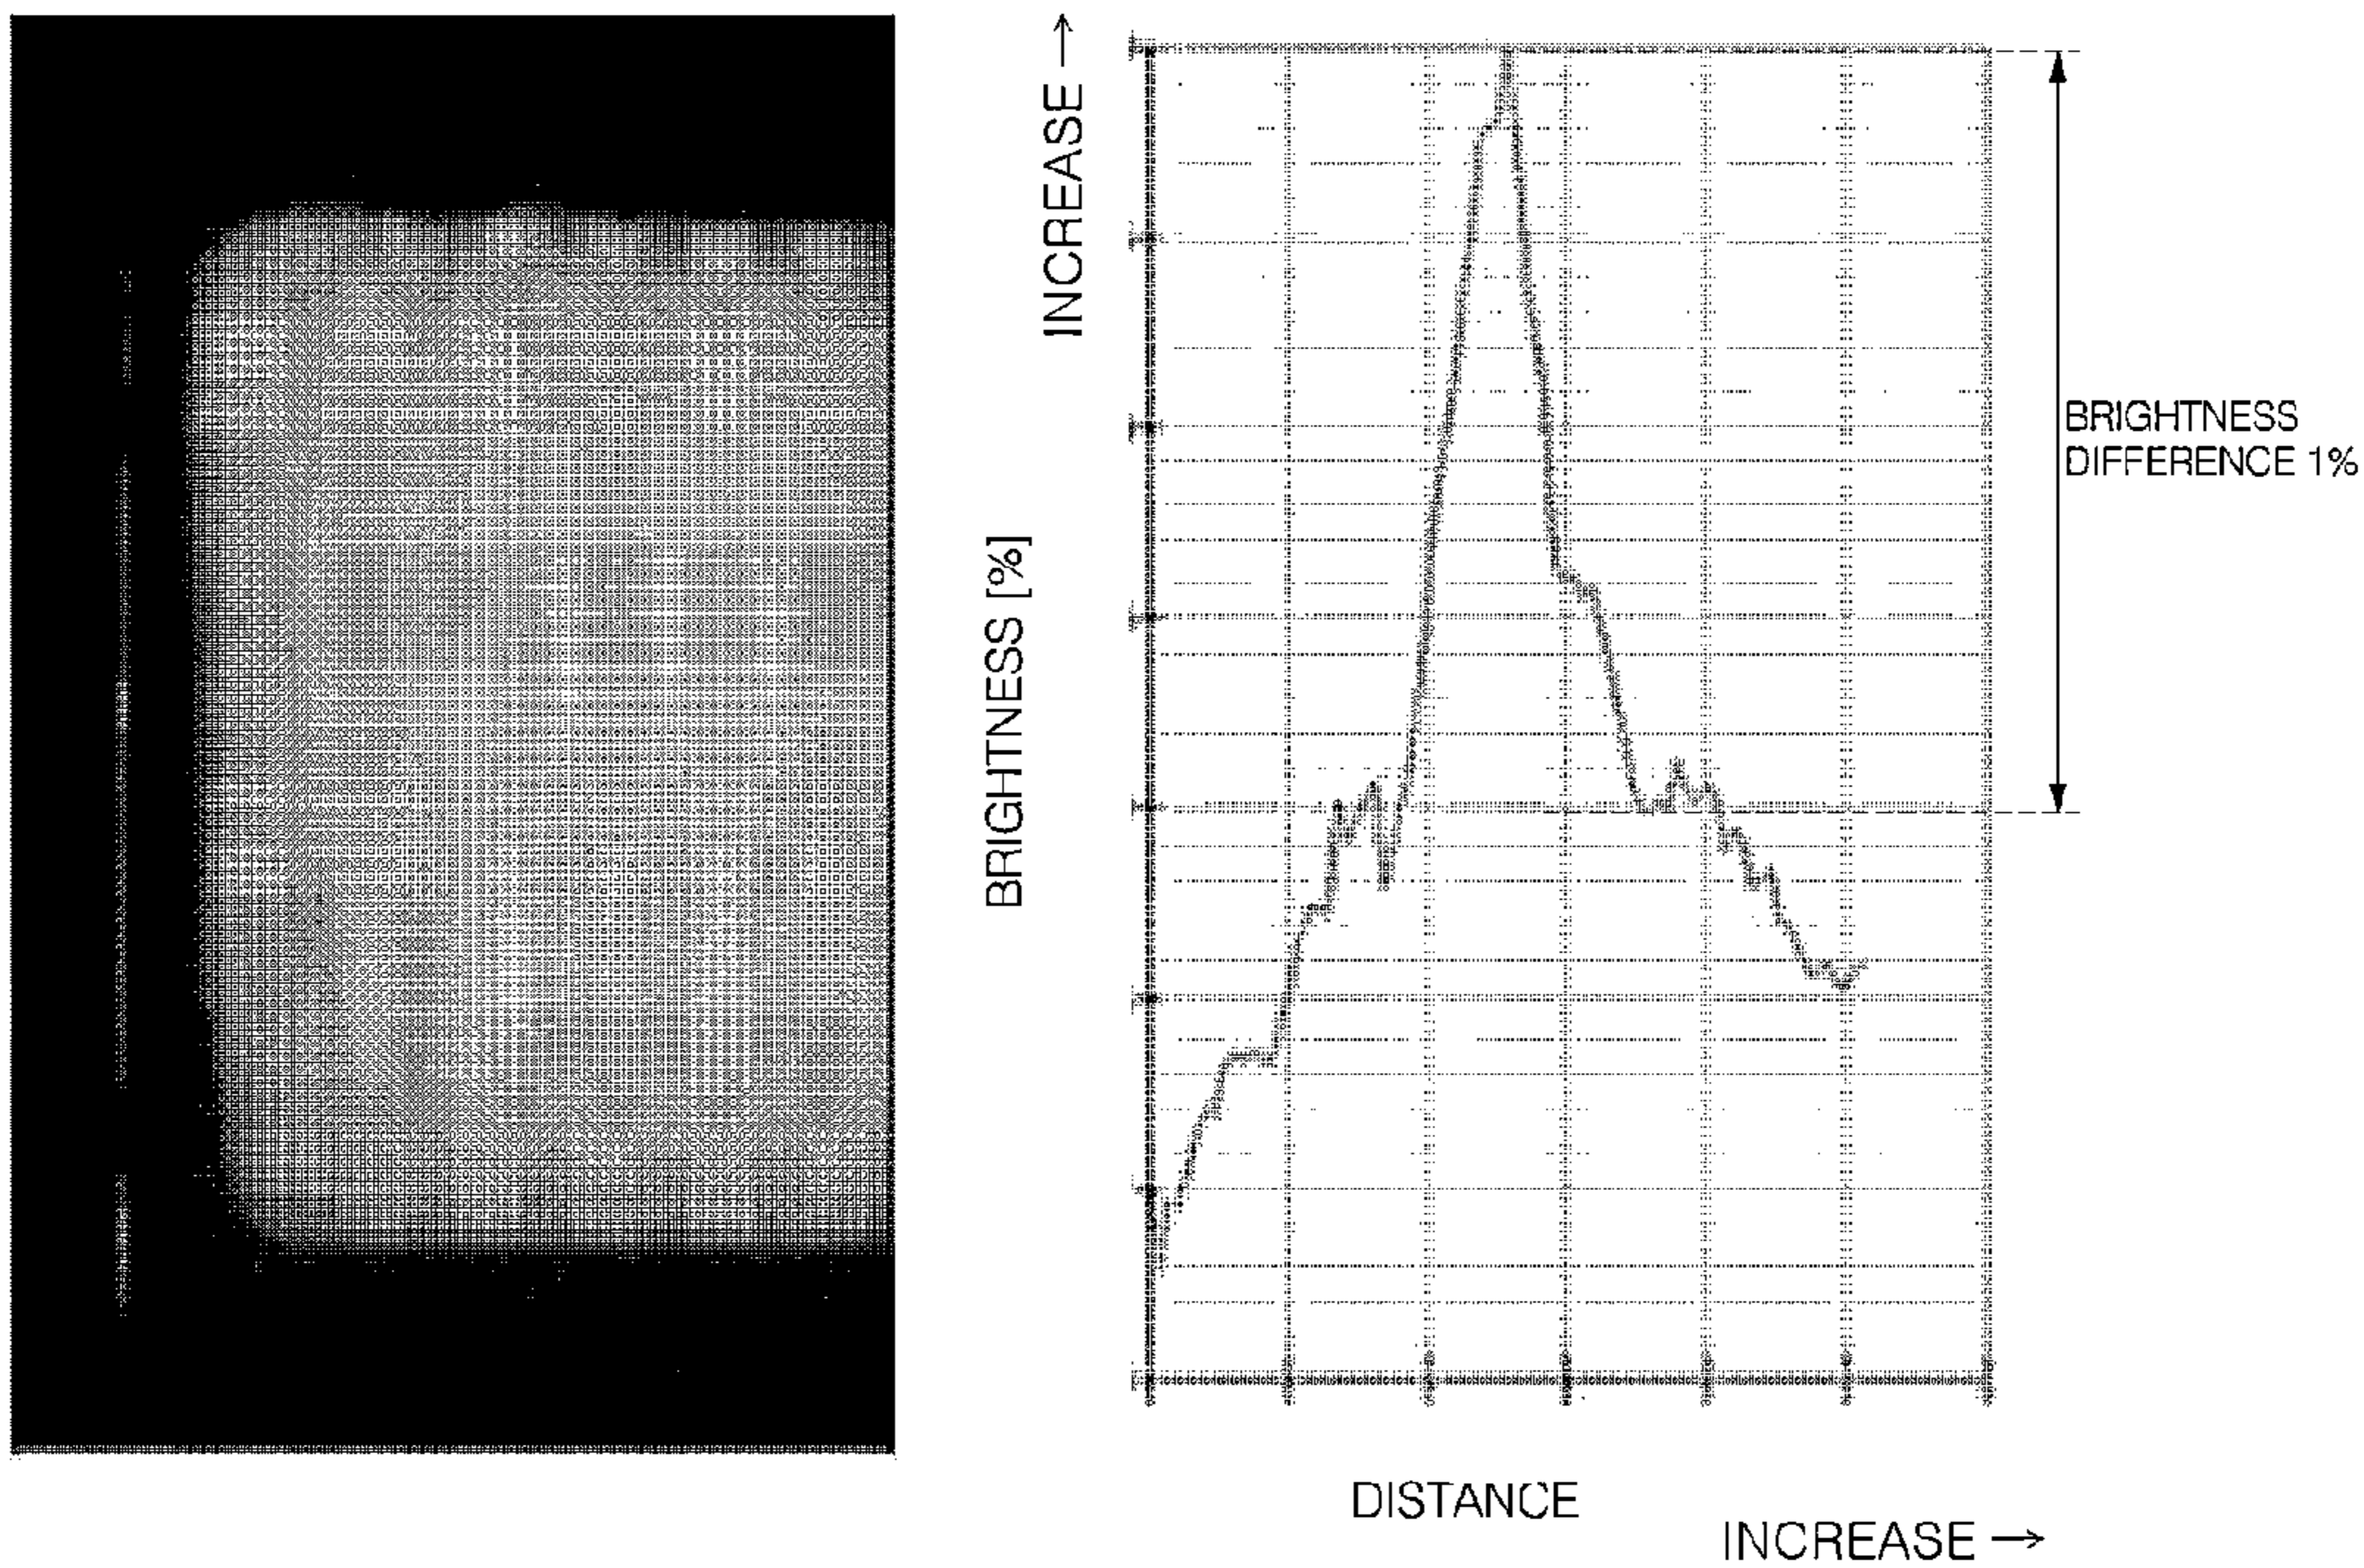 INCREASE →
BRIGHTNESS [%]
BRIGHTNESS
DIFFERENCE 1%
DISTANCE
INCREASE →